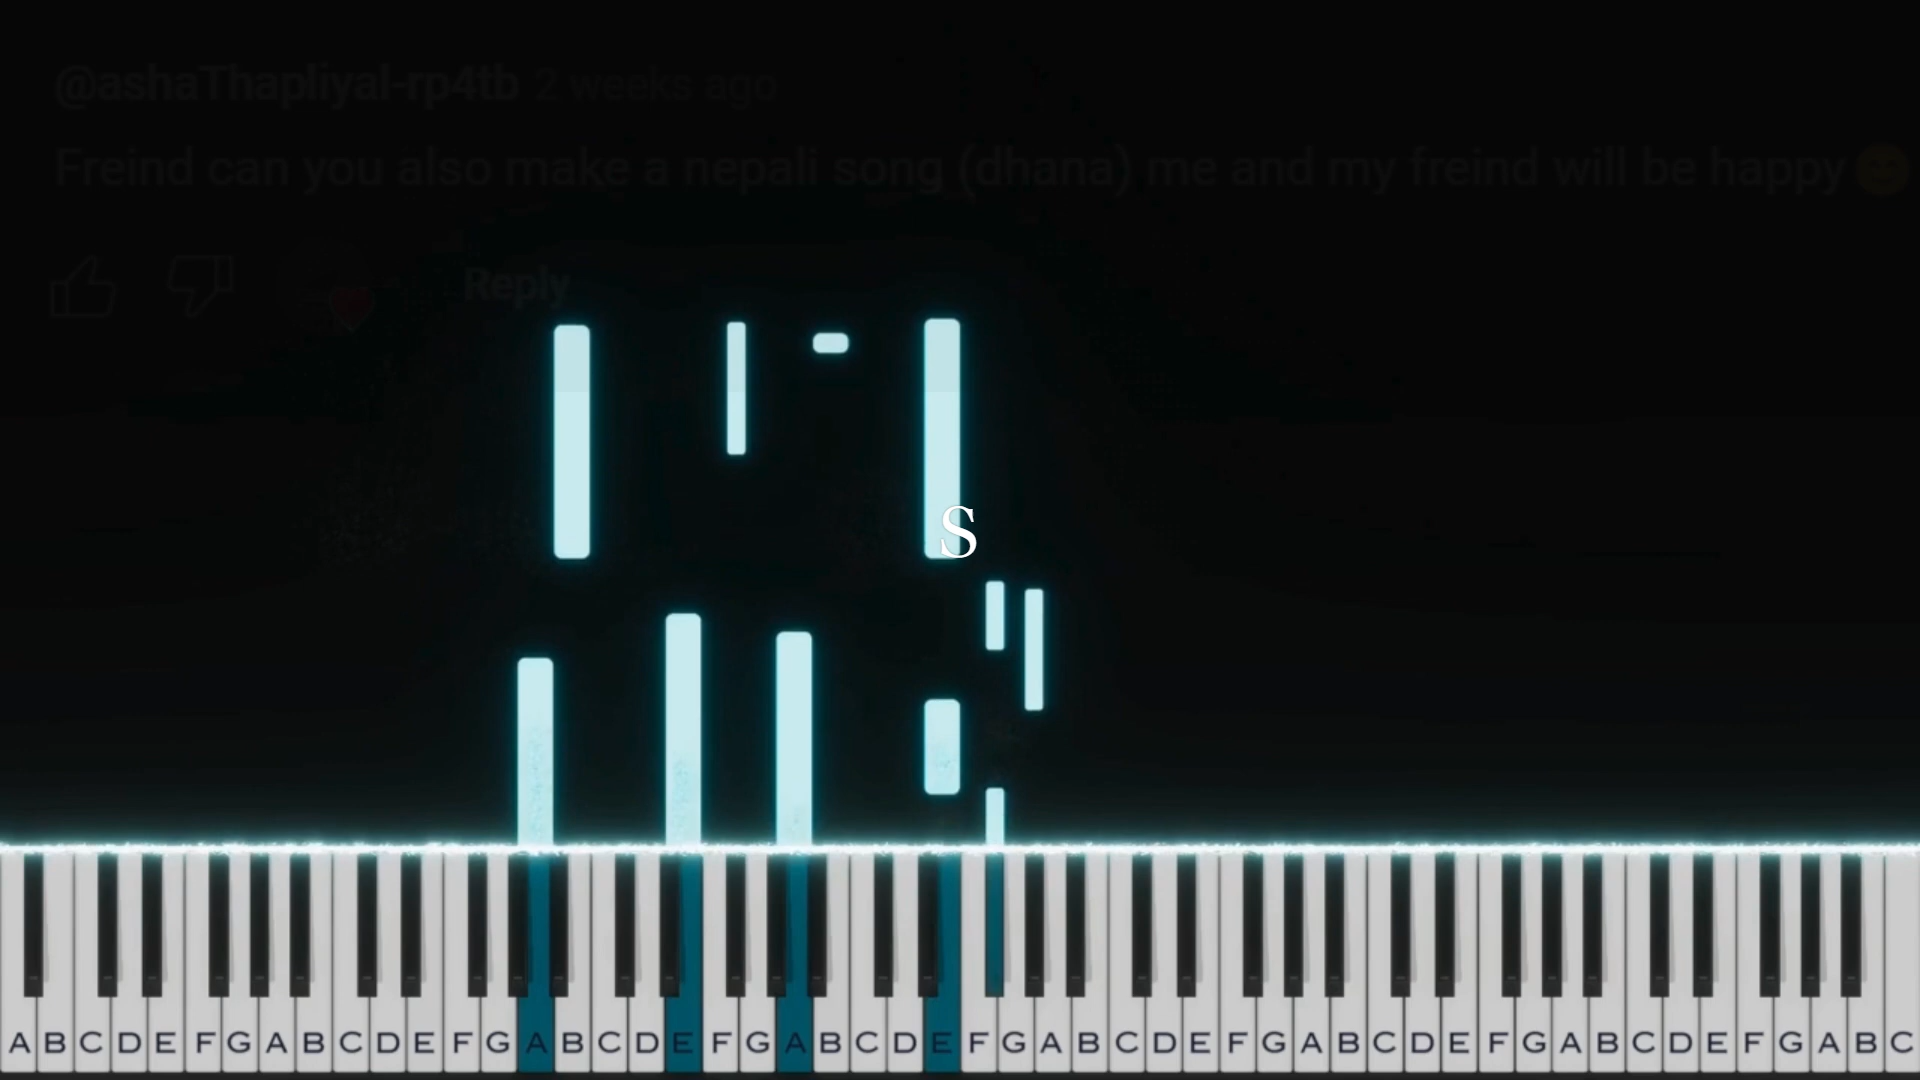 @ashaThapliyal-rp4tb 2 weeks ago
Freind can you also make a nepali song (dhana) me and my freind will be happy 😊
Reply
S
A B C D E F G A B C D E F G A B C D E F G A B C D E F G A B C D E F G A B C D E F G A B C D E F G A B C